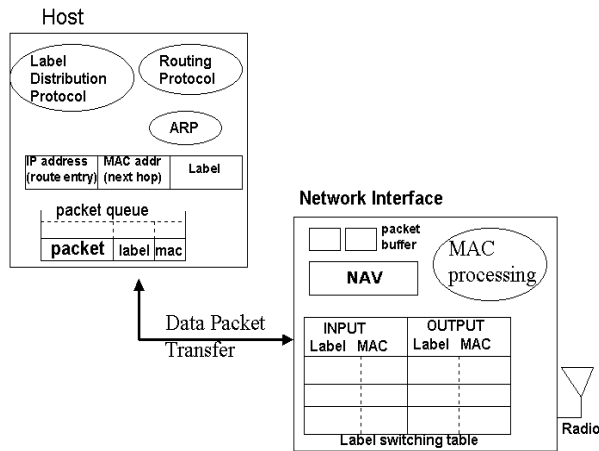 Host
Label
Distribution
Protocol
Routing
Protocol
ARP
IP address
(route entry)
MAC addr
(next hop)
Label
packet queue
packet
label
mac
Data Packet
Transfer
Network Interface
packet
buffer
NAV
MAC
processing
INPUT
Label MAC
OUTPUT
Label MAC
Label switching table
Radio